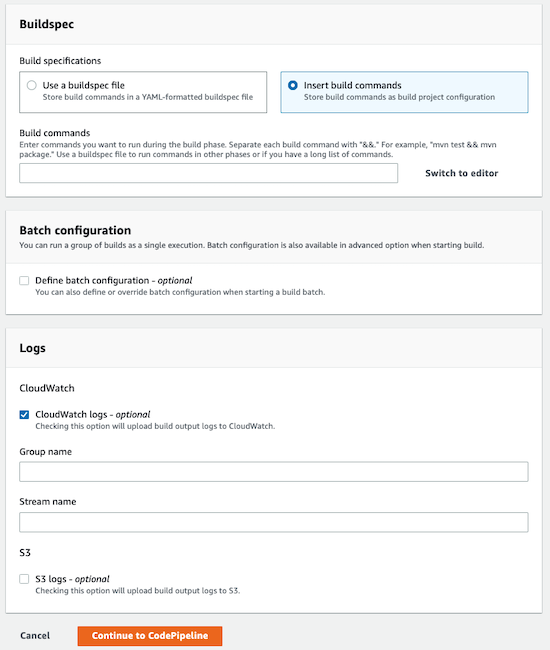 Buildspec
Build specifications
Use a buildspec file
Store build commands in a YAML-formatted buildspec file
Insert build commands
Store build commands as build project configuration
Build commands
Enter commands you want to run during the build phase. Separate each build command with "&&." For example, "mvn test && mvn
package." Use a buildspec file to run commands in other phases or if you have a long list of commands.
Switch to editor
Batch configuration
You can run a group of builds as a single execution. Batch configuration is also available in advanced option when starting build.
Define batch configuration - optional
You can also define or override batch configuration when starting a build batch.
Logs
CloudWatch
CloudWatch logs - optional
Checking this option will upload build output logs to CloudWatch.
Group name
Stream name
S3
S3 logs - optional
Checking this option will upload build output logs to S3.
Cancel
Continue to CodePipeline